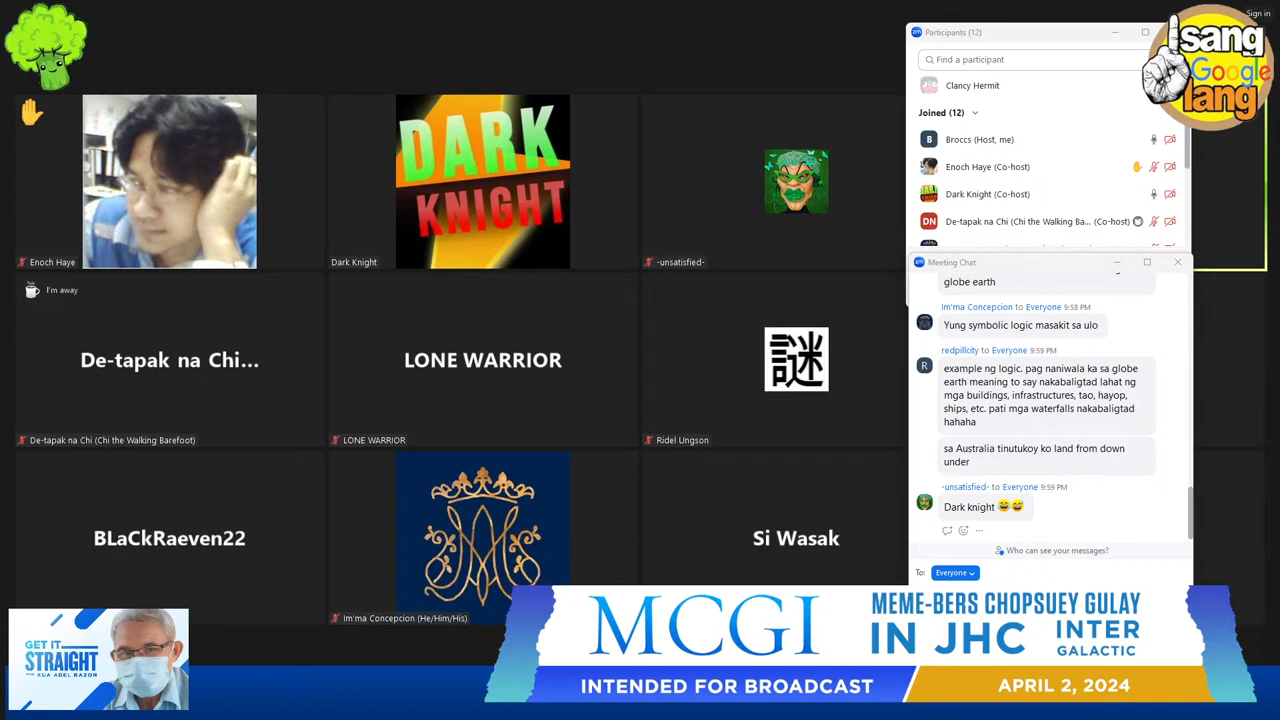 Sign in
Isang
Google
lang
Participants (12)
Find a participant
Clancy Hermit
Joined (12)
B
Broccs (Host, me)
Enoch Haye (Co-host)
Dark Knight (Co-host)
DN
De-tapak na Chi (Chi the Walking Ba... (Co-host)
DARK
KNIGHT
Enoch Haye
Dark Knight
-unsatisfied-
I'm away
De-tapak na Chi...
LONE WARRIOR
謎
De-tapak na Chi (Chi the Walking Barefoot)
LONE WARRIOR
Ridel Ungson
BLaCkRaeven22
Si Wasak
Im'ma Concepcion (He/Him/His)
Meeting Chat
globe earth
Im'ma Concepcion to Everyone 9:58 PM
Yung symbolic logic masakit sa ulo
redpillcity to Everyone 9:59 PM
R
example ng logic. pag naniwala ka sa globe
earth meaning to say nakabaligtad lahat ng
mga buildings, infrastructures, tao, hayop,
ships, etc. pati mga waterfalls nakabaligtad
hahaha
sa Australia tinutukoy ko land from down
under
-unsatisfied- to Everyone 9:59 PM
Dark knight 😂😅
Who can see your messages?
To: Everyone
GET IT
STRAIGHT
WITH KUA ADEL RAZON
MCGI
MEME-BERS CHOPSUEY GULAY
IN JHC INTER
GALACTIC
INTENDED FOR BROADCAST
APRIL 2, 2024